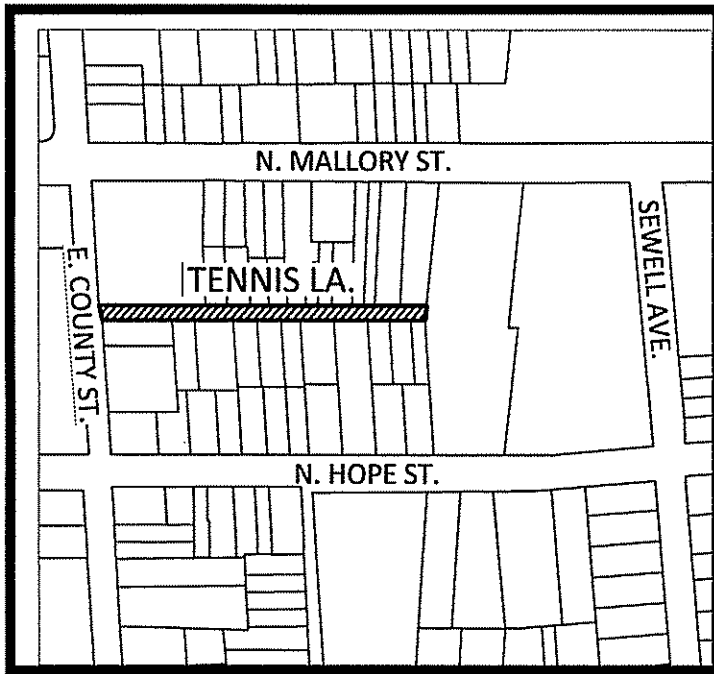 N. MALLORY ST.
SEWELL AVE.
TENNIS LA.
E. COUNTY ST.
N. HOPE ST.